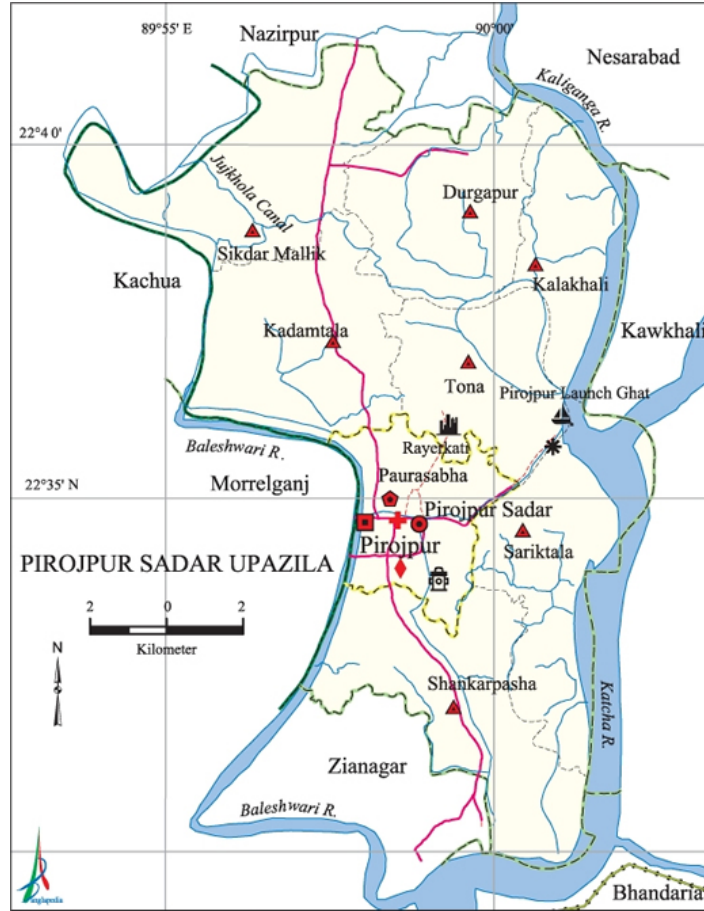 89°55' E
90°00'
Nazirpur
Nesarabad
Kaliganga R.
22°4 0'
Jujkhola Canal
Durgapur
Sikdar Mallik
Kachua
Kalakhali
Kadamtala
Kawkhali
Tona
Pirojpur Launch Ghat
Baleshwari R.
Rayerkati
Morrelganj
Paurasabha
22°35' N
Pirojpur Sadar
Pirojpur
Sariktala
PIROJPUR SADAR UPAZILA
2 0 2
Kilometer
N
Shankarpasha
Katcha R.
Zianagar
Baleshwari R.
Banglapedia
Bhandaria